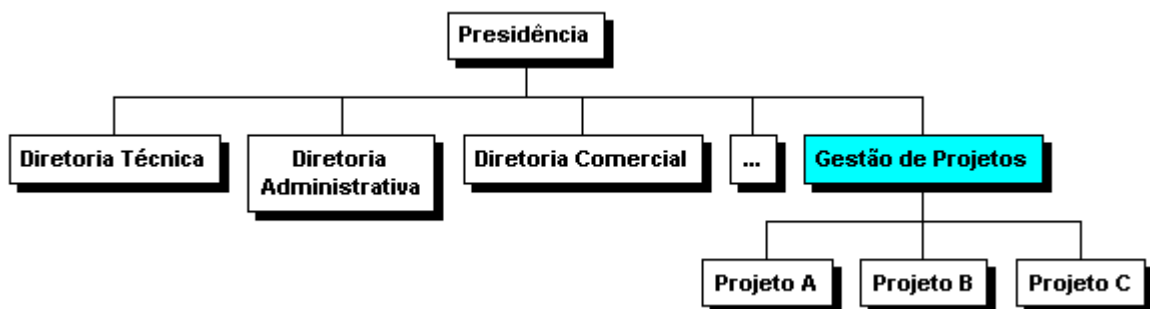 Presidência
Diretoria Técnica
Diretoria
Administrativa
Diretoria Comercial
...
Gestão de Projetos
Projeto A
Projeto B
Projeto C